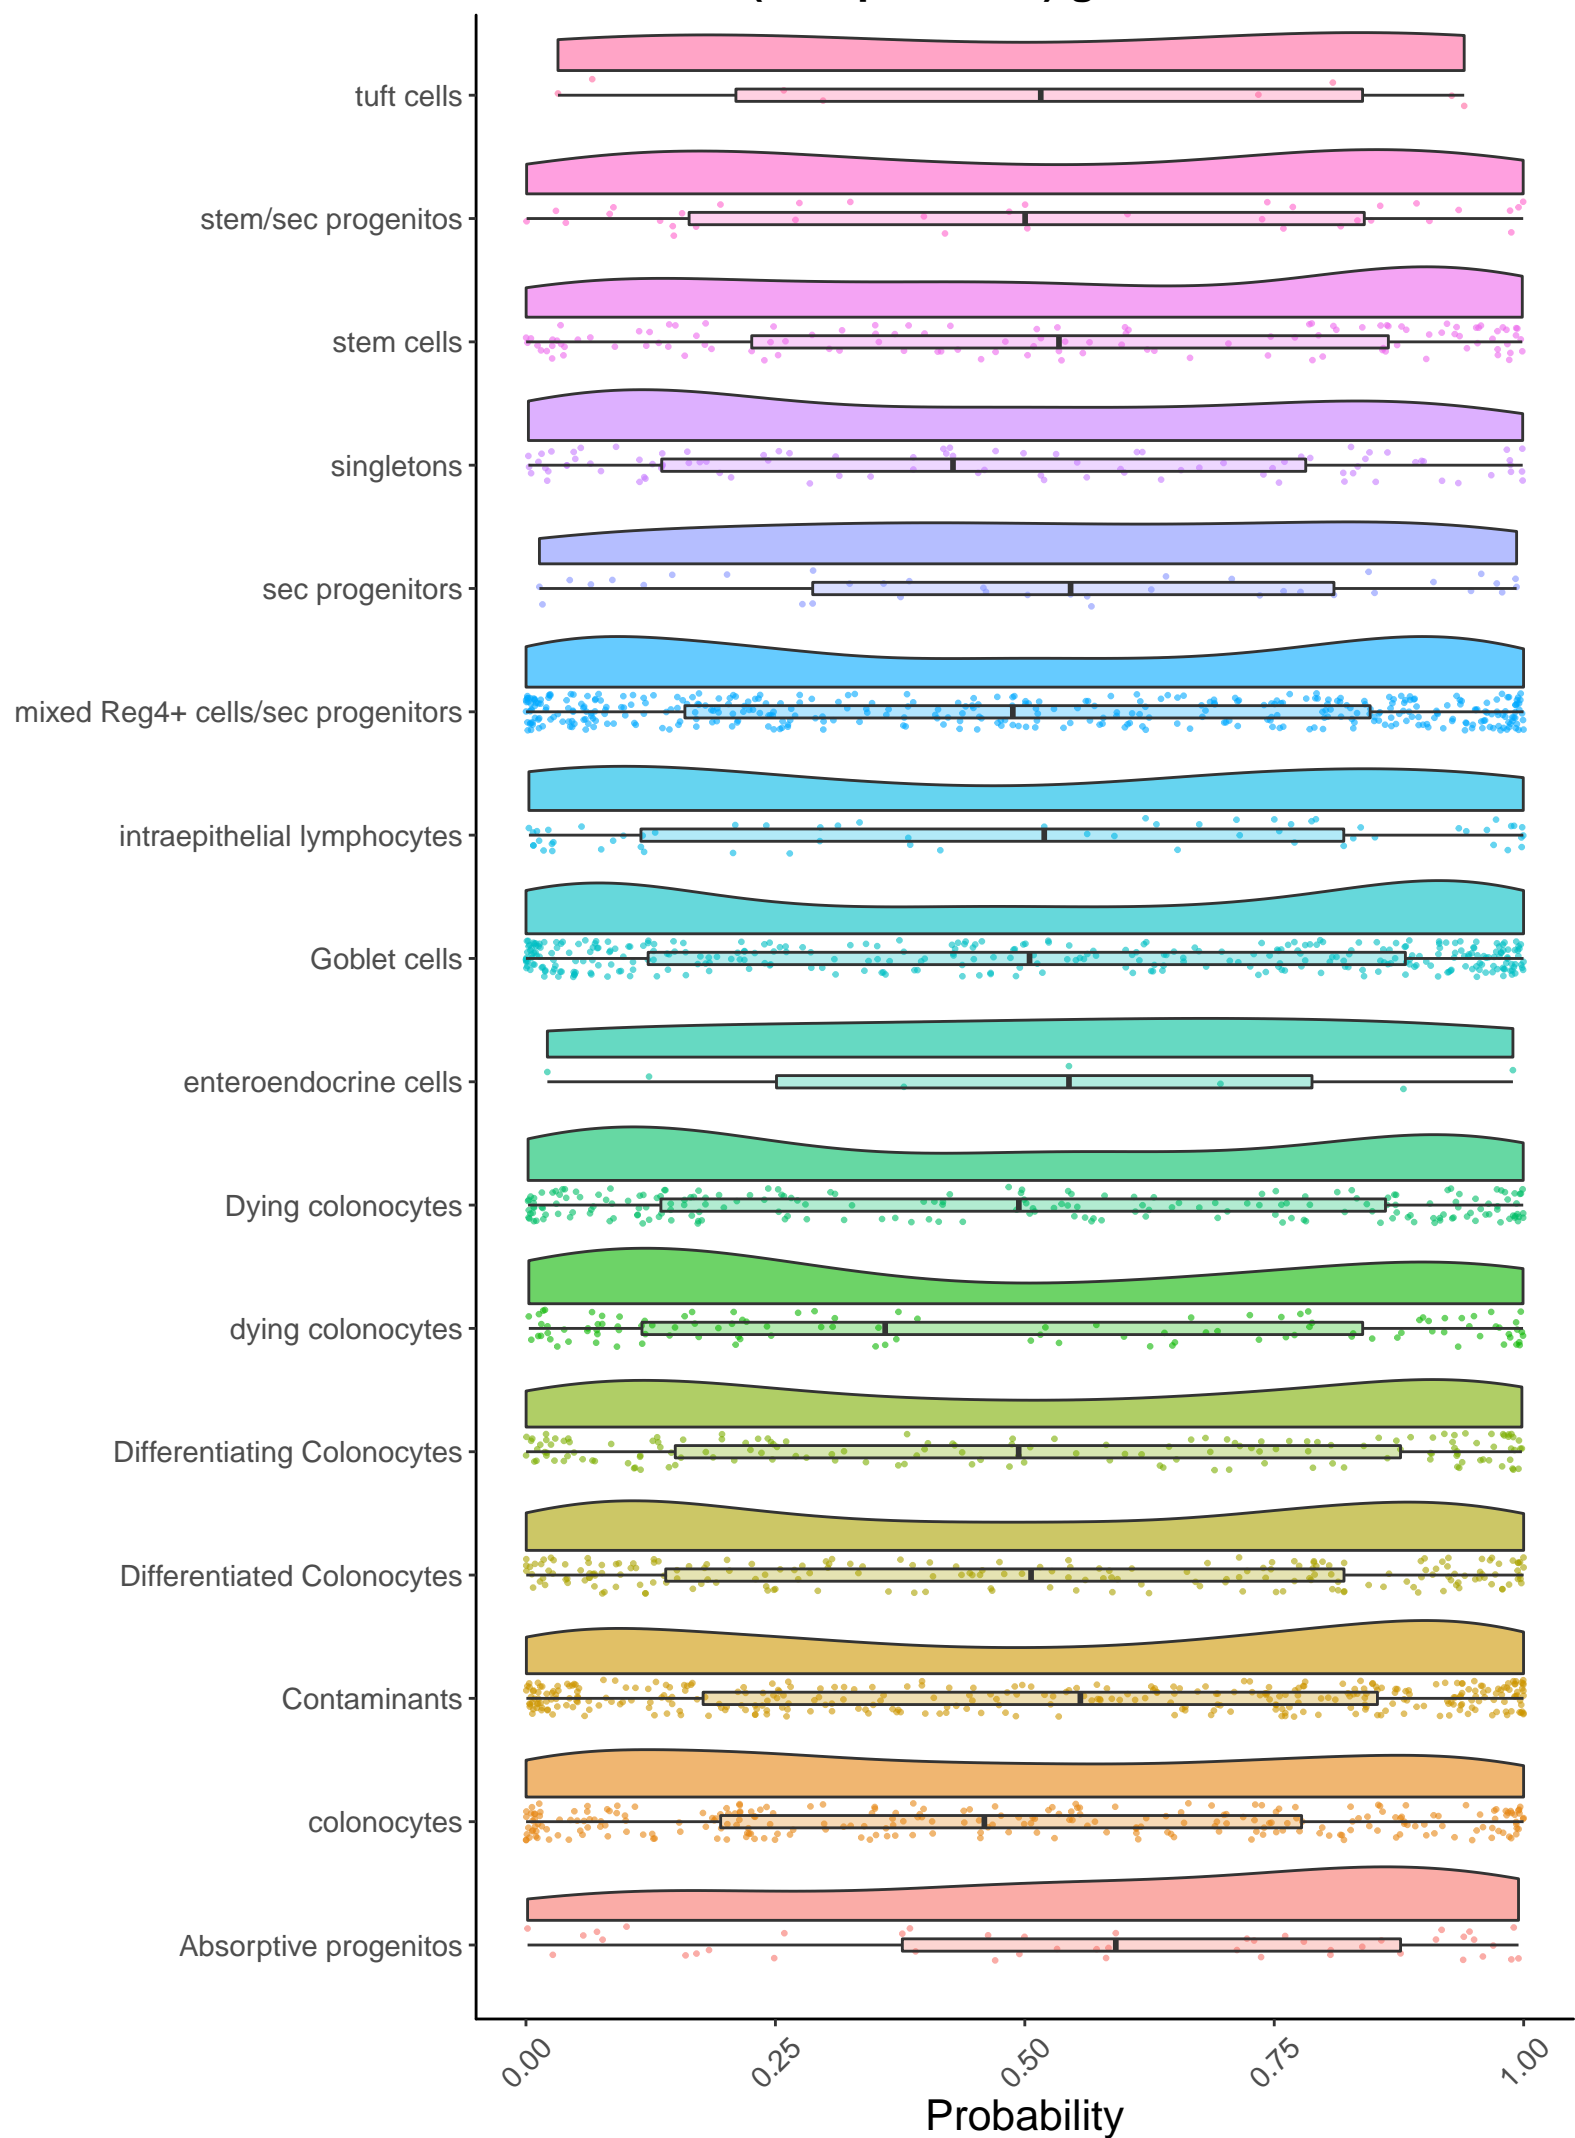 tuft cells
stem/sec progenitos
stem cells
singletons
sec progenitors
mixed Reg4+ cells/sec progenitors
intraepithelial lymphocytes
Goblet cells
enteroendocrine cells
Dying colonocytes
dying colonocytes
Differentiating Colonocytes
Differentiated Colonocytes
Contaminants
colonocytes
Absorptive progenitos
0.00 0.25 0.50 0.75 1.00
Probability